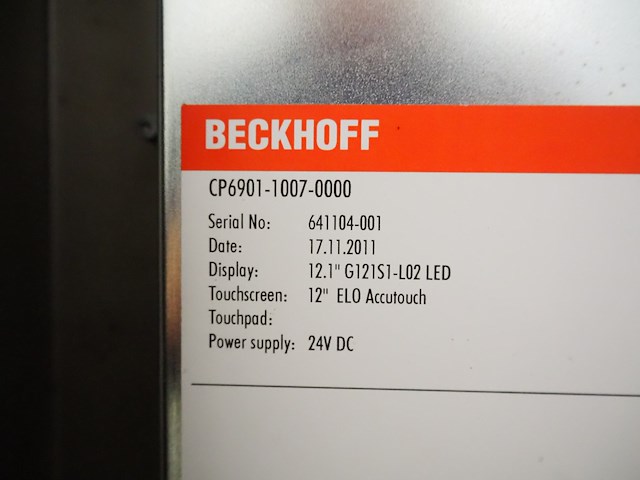 BECKHOFF
CP6901-1007-0000
Serial No: 641104-001
Date: 17.11.2011
Display: 12.1" G121S1-L02 LED
Touchscreen: 12" ELO Accutouch
Touchpad:
Power supply: 24V DC